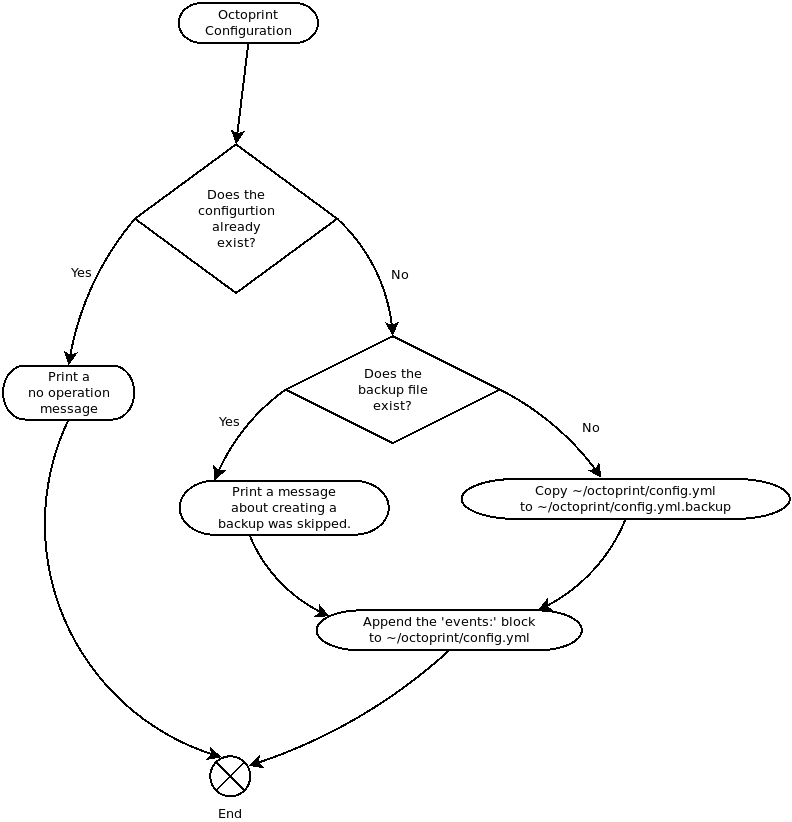 Octoprint
Configuration
Does the
configurtion
already
exist?
Yes
No
Print a
no operation
message
Does the
backup file
exist?
Yes
No
Print a message
about creating a
backup was skipped.
Copy ~/octoprint/config.yml
to ~/octoprint/config.yml.backup
Append the 'events:' block
to ~/octoprint/config.yml
End